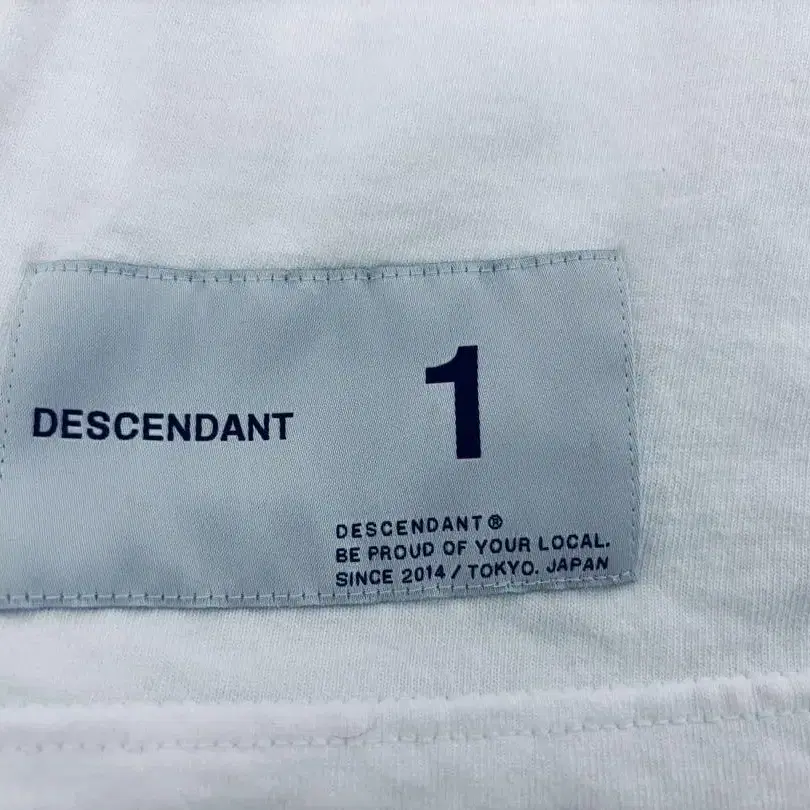 DESCENDANT
1
DESCENDANT®
BE PROUD OF YOUR LOCAL.
SINCE 2014 / TOKYO. JAPAN